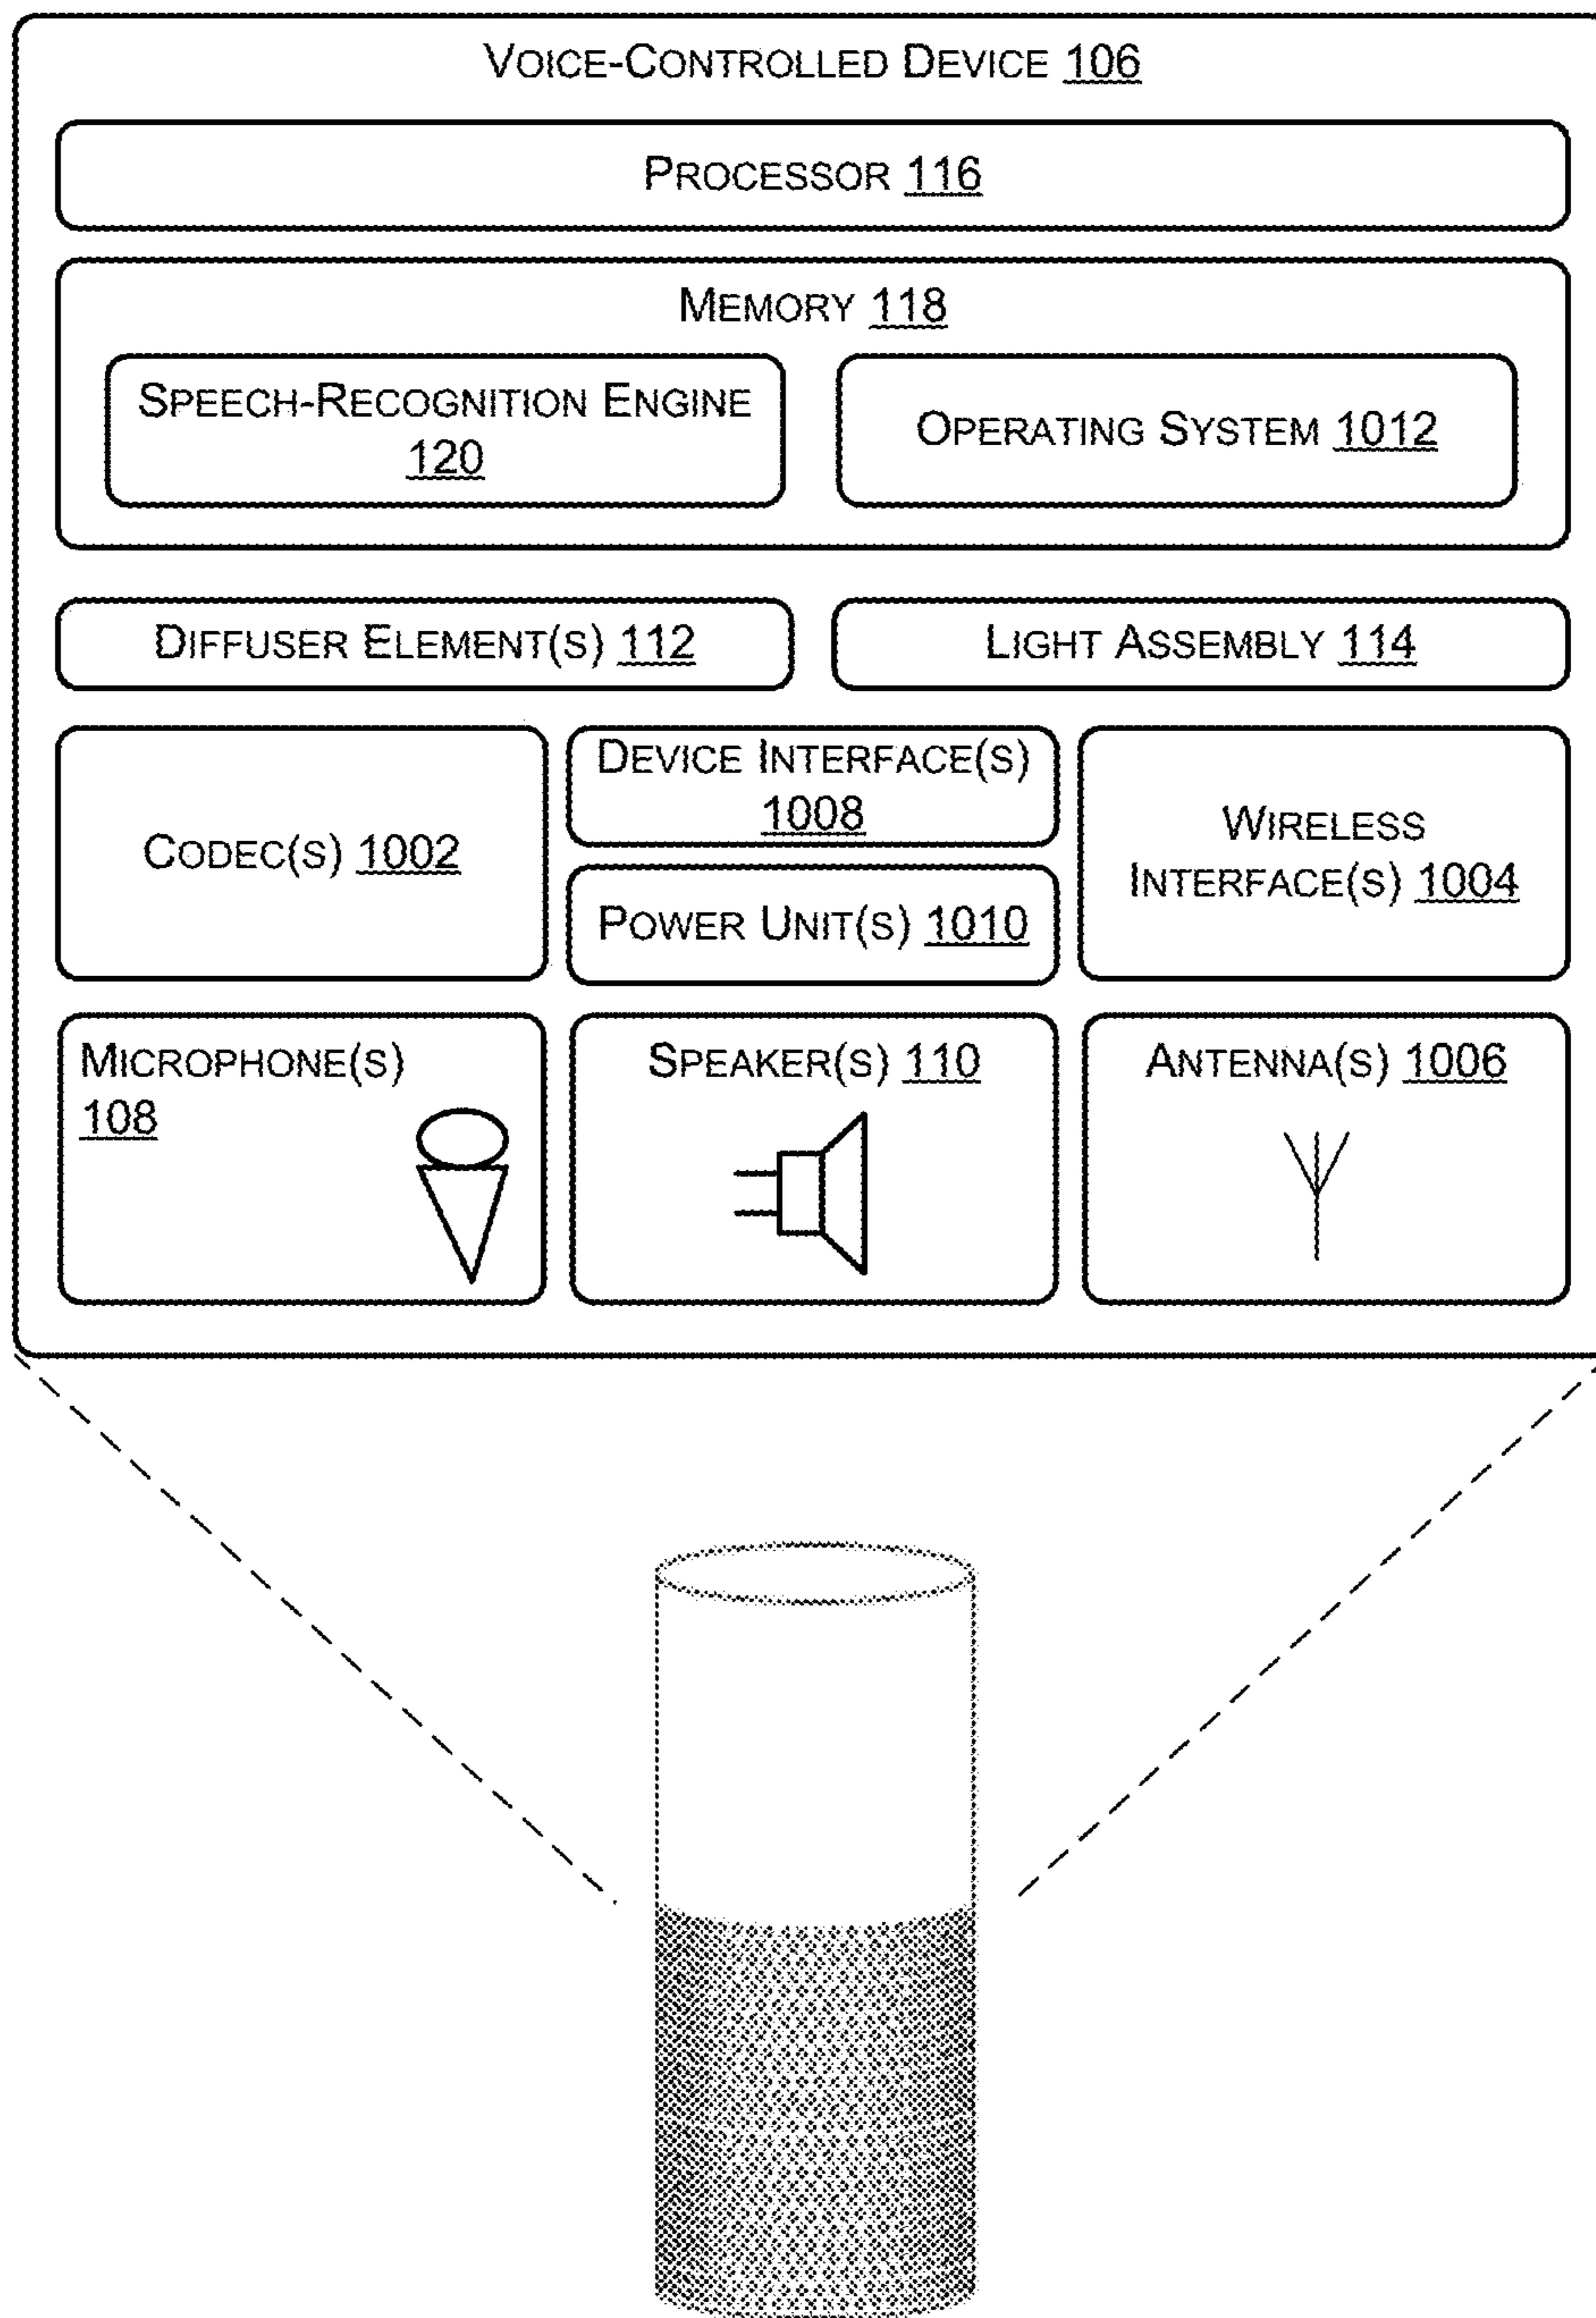 VOICE-CONTROLLED DEVICE 106
PROCESSOR 116
MEMORY 118
SPEECH-RECOGNITION ENGINE
120
OPERATING SYSTEM 1012
DIFFUSER ELEMENT(S) 112
LIGHT ASSEMBLY 114
CODEC(S) 1002
DEVICE INTERFACE(S)
1008
POWER UNIT(S) 1010
WIRELESS
INTERFACE(S) 1004
MICROPHONE(S)
108
SPEAKER(S) 110
ANTENNA(S) 1006